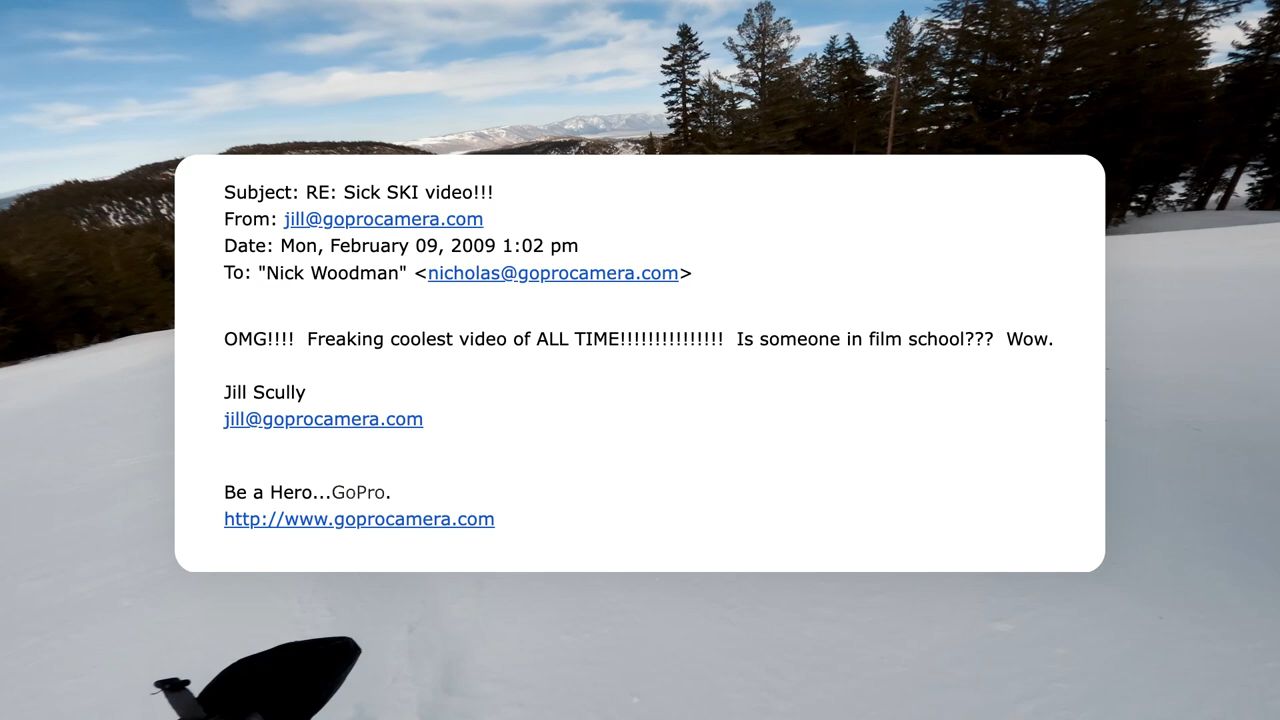 Subject: RE: Sick SKI video!!!
From: jill@goprocamera.com
Date: Mon, February 09, 2009 1:02 pm
To: "Nick Woodman" <nicholas@goprocamera.com>
OMG!!!!  Freaking coolest video of ALL TIME!!!!!!!!!!!!!!!  Is someone in film school???  Wow.
Jill Scully
jill@goprocamera.com
Be a Hero...GoPro.
http://www.goprocamera.com